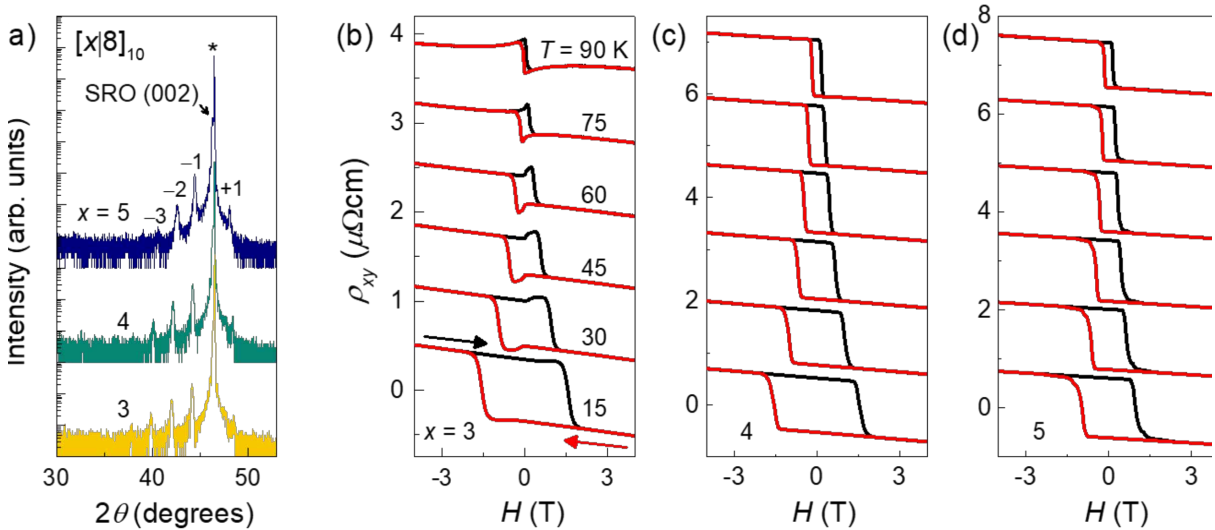 a)
[x|8]₁₀
*
SRO (002)
−1
−2
+1
−3
x = 5
4
3
Intensity (arb. units)
30 40 50
2θ (degrees)
(b)
T = 90 K
75
60
45
30
15
x = 3
ρxy (μΩcm)
4
3
2
1
0
-3 0 3
H (T)
(c)
6
4
2
0
4
-3 0 3
H (T)
(d)
8
6
4
2
0
5
-3 0 3
H (T)